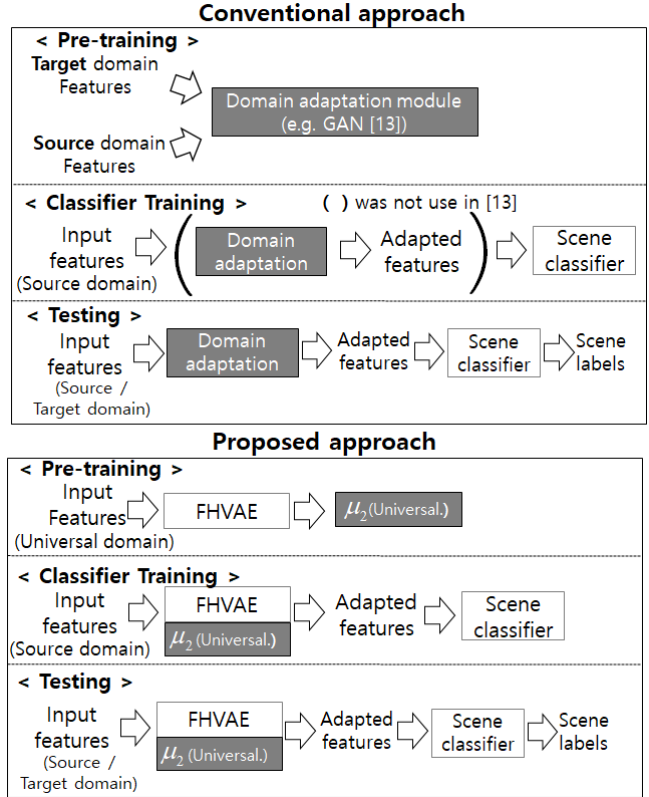 Conventional approach
< Pre-training >
Target domain
Features
Domain adaptation module
(e.g. GAN [13])
Source domain
Features
< Classifier Training >
( ) was not use in [13]
Input
features
(Source domain)
(
Domain
adaptation
Adapted
features
)
Scene
classifier
< Testing >
Input
features
(Source /
Target domain)
Domain
adaptation
Adapted
features
Scene
classifier
Scene
labels
Proposed approach
< Pre-training >
Input
Features
(Universal domain)
FHVAE
μ₂(Universal.)
< Classifier Training >
Input
features
(Source domain)
FHVAE
μ₂(Universal.)
Adapted
features
Scene
classifier
< Testing >
Input
features
(Source /
Target domain)
FHVAE
μ₂(Universal.)
Adapted
features
Scene
classifier
Scene
labels